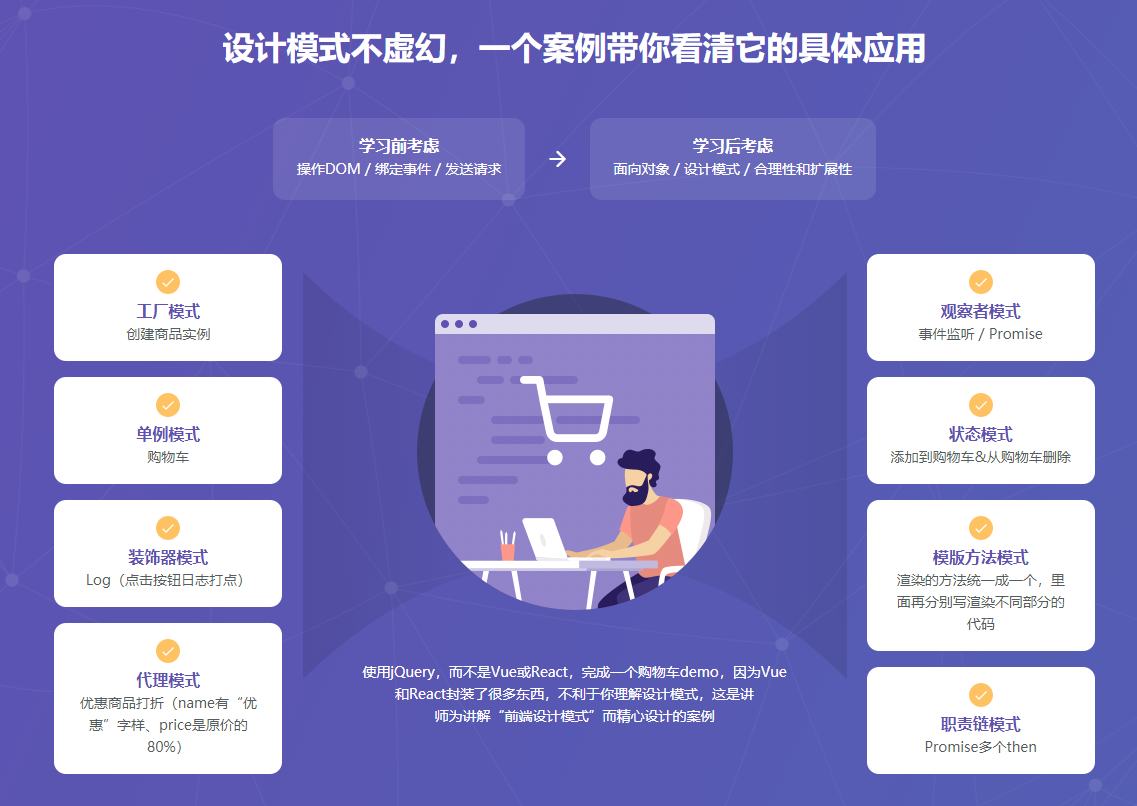 设计模式不虚幻，一个案例带你看清它的具体应用
学习前考虑
操作DOM / 绑定事件 / 发送请求
学习后考虑
面向对象 / 设计模式 / 合理性和扩展性
工厂模式
创建商品实例
单例模式
购物车
装饰器模式
Log（点击按钮日志打点）
代理模式
优惠商品打折（name有“优
惠”字样、price是原价的
80%）
使用jQuery，而不是Vue或React，完成一个购物车demo，因为Vue
和React封装了很多东西，不利于你理解设计模式，这是讲
师为讲解“前端设计模式”而精心设计的案例
观察者模式
事件监听 / Promise
状态模式
添加到购物车&从购物车删除
模版方法模式
渲染的方法统一成一个，里
面再分别写渲染不同部分的
代码
职责链模式
Promise多个then